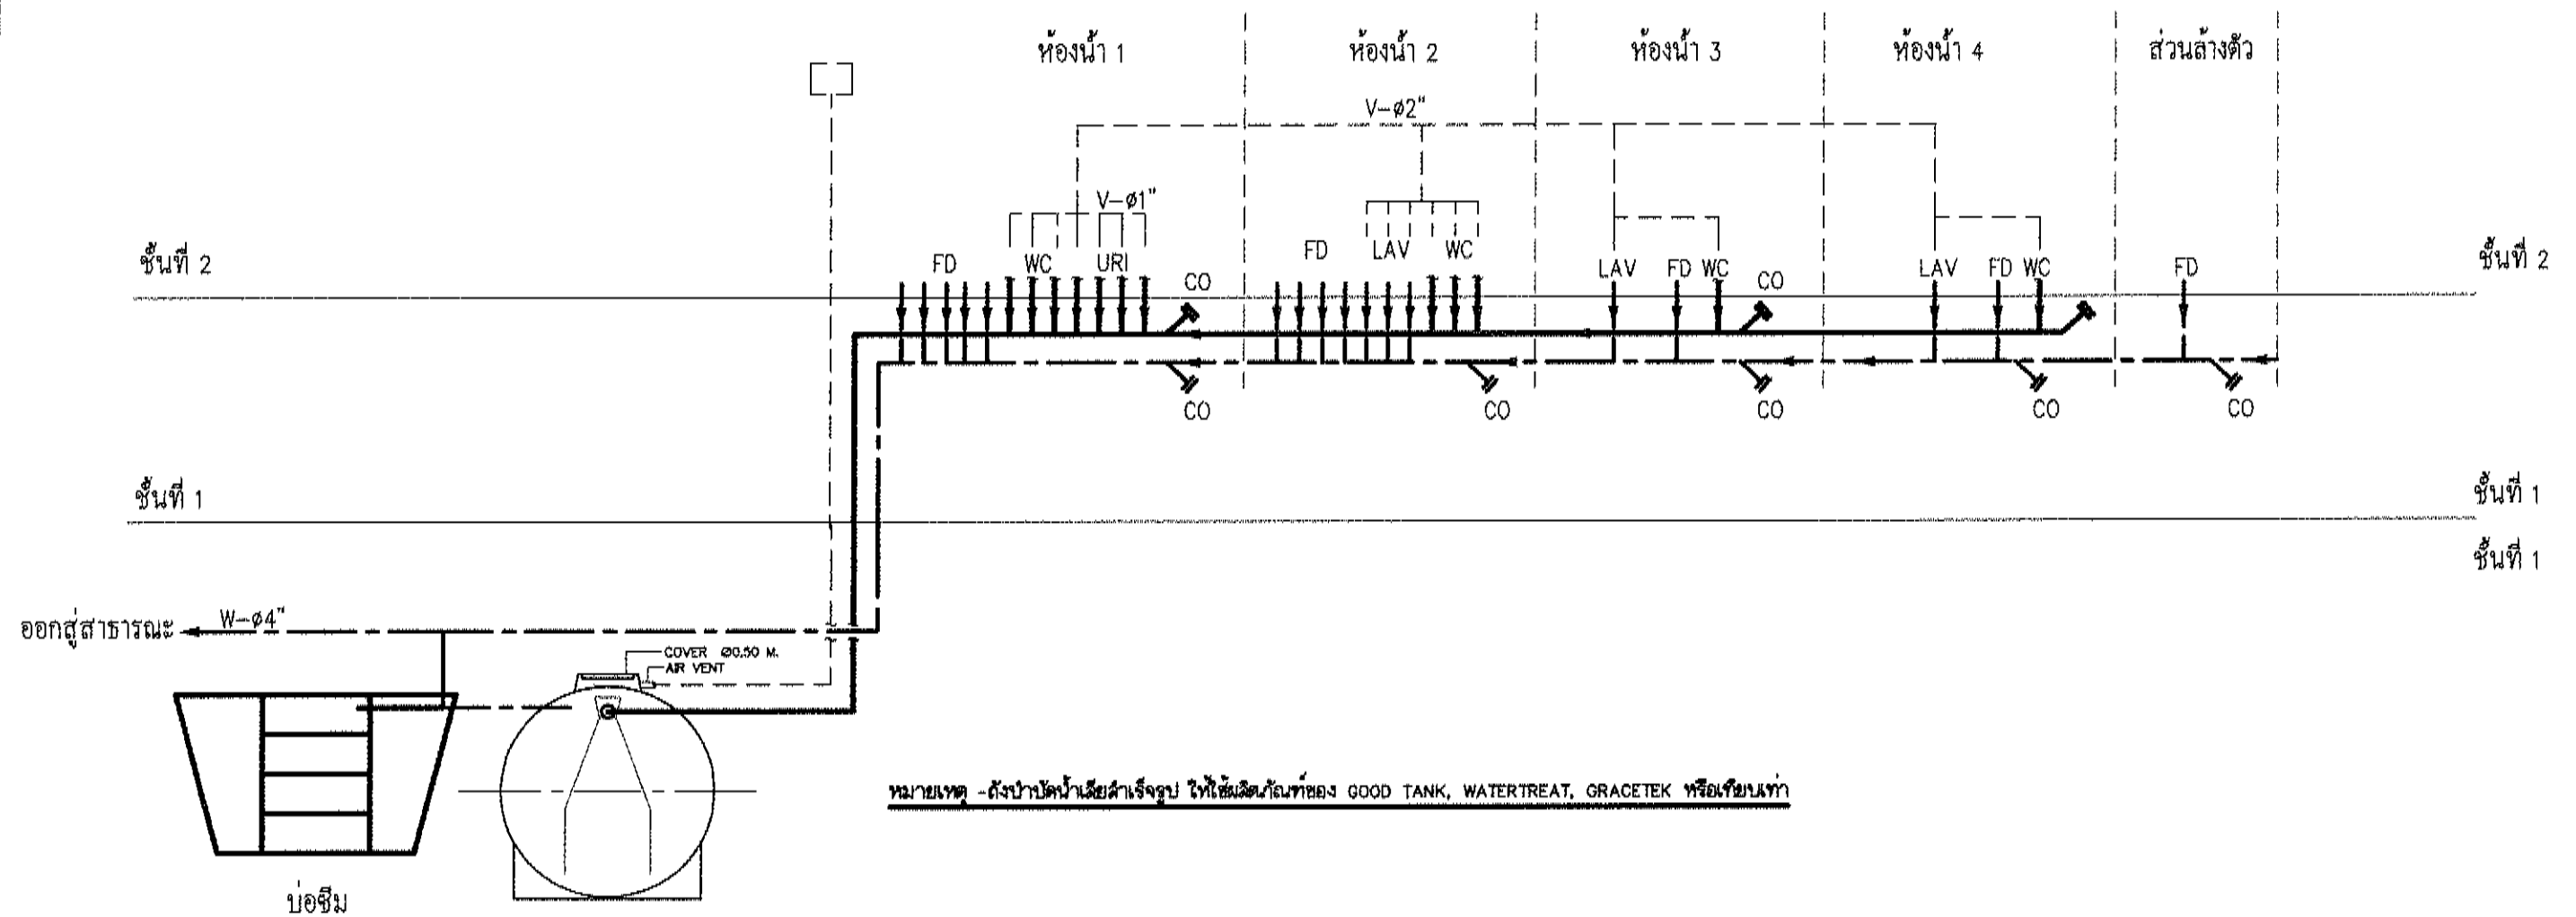 ห้องน้ำ 1
ห้องน้ำ 2
ห้องน้ำ 3
ห้องน้ำ 4
ส่วนล้างตัว
V-ø2"
V-ø1"
ชั้นที่ 2
FD
WC
URI
CO
FD
LAV
WC
LAV
FD
WC
CO
LAV
FD
WC
FD
ชั้นที่ 2
CO
CO
CO
CO
CO
ชั้นที่ 1
ชั้นที่ 1
ชั้นที่ 1
ออกสู่สาธารณะ
W-ø4"
COVER Ø0.50 M.
AIR VENT
หมายเหตุ -ถังบำบัดน้ำเสียสำเร็จรูป ให้ใช้ผลิตภัณฑ์ของ GOOD TANK, WATERTREAT, GRACETEK หรือเทียบเท่า
บ่อซึม